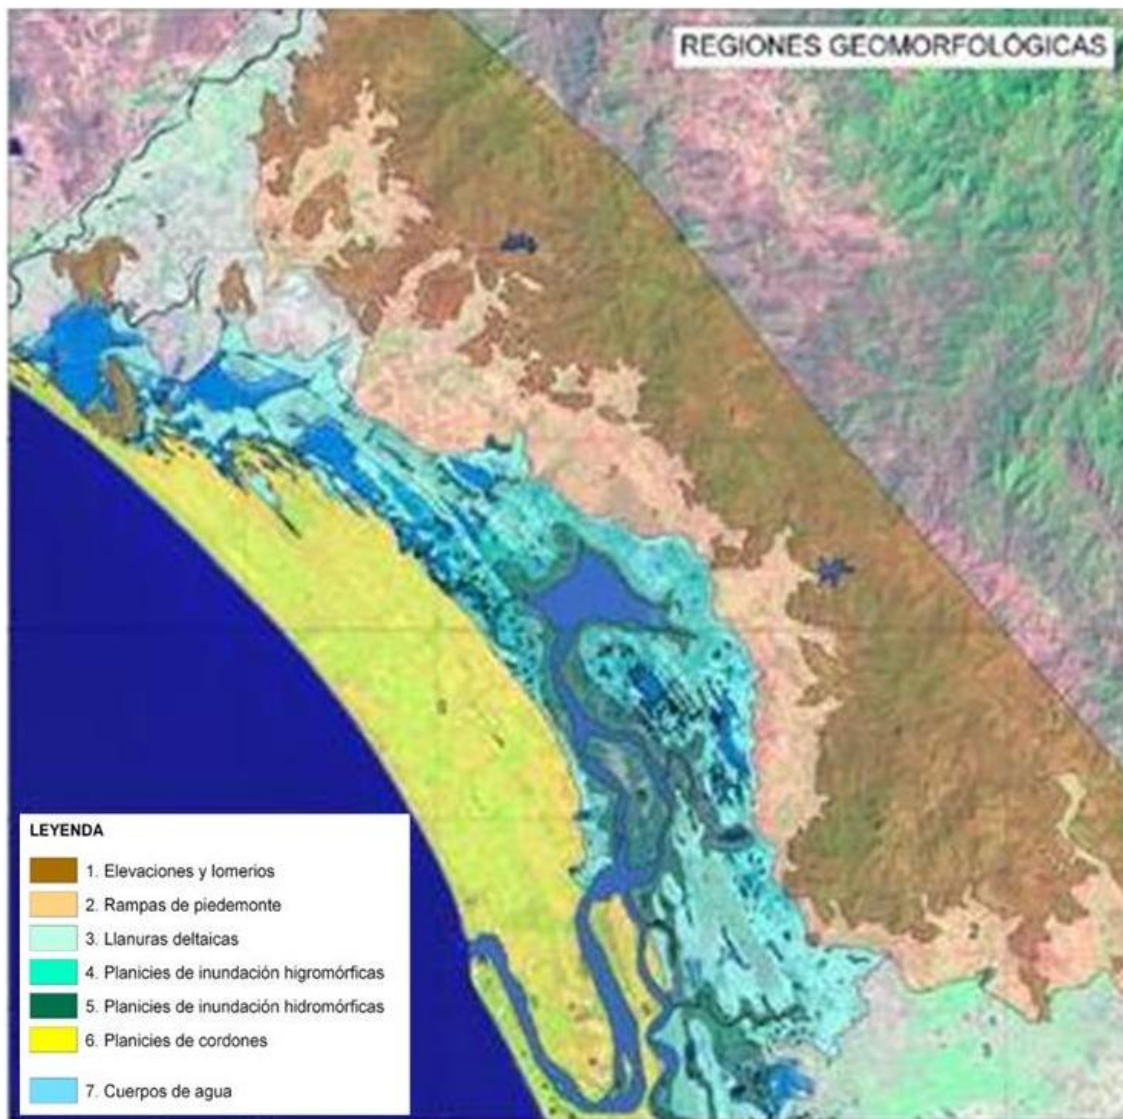 REGIONES GEOMORFOLÓGICAS
LEYENDA
1. Elevaciones y lomerios
2. Rampas de piedemonte
3. Llanuras deltaicas
4. Planicies de inundación higromórficas
5. Planicies de inundación hidromórficas
6. Planicies de cordones
7. Cuerpos de agua